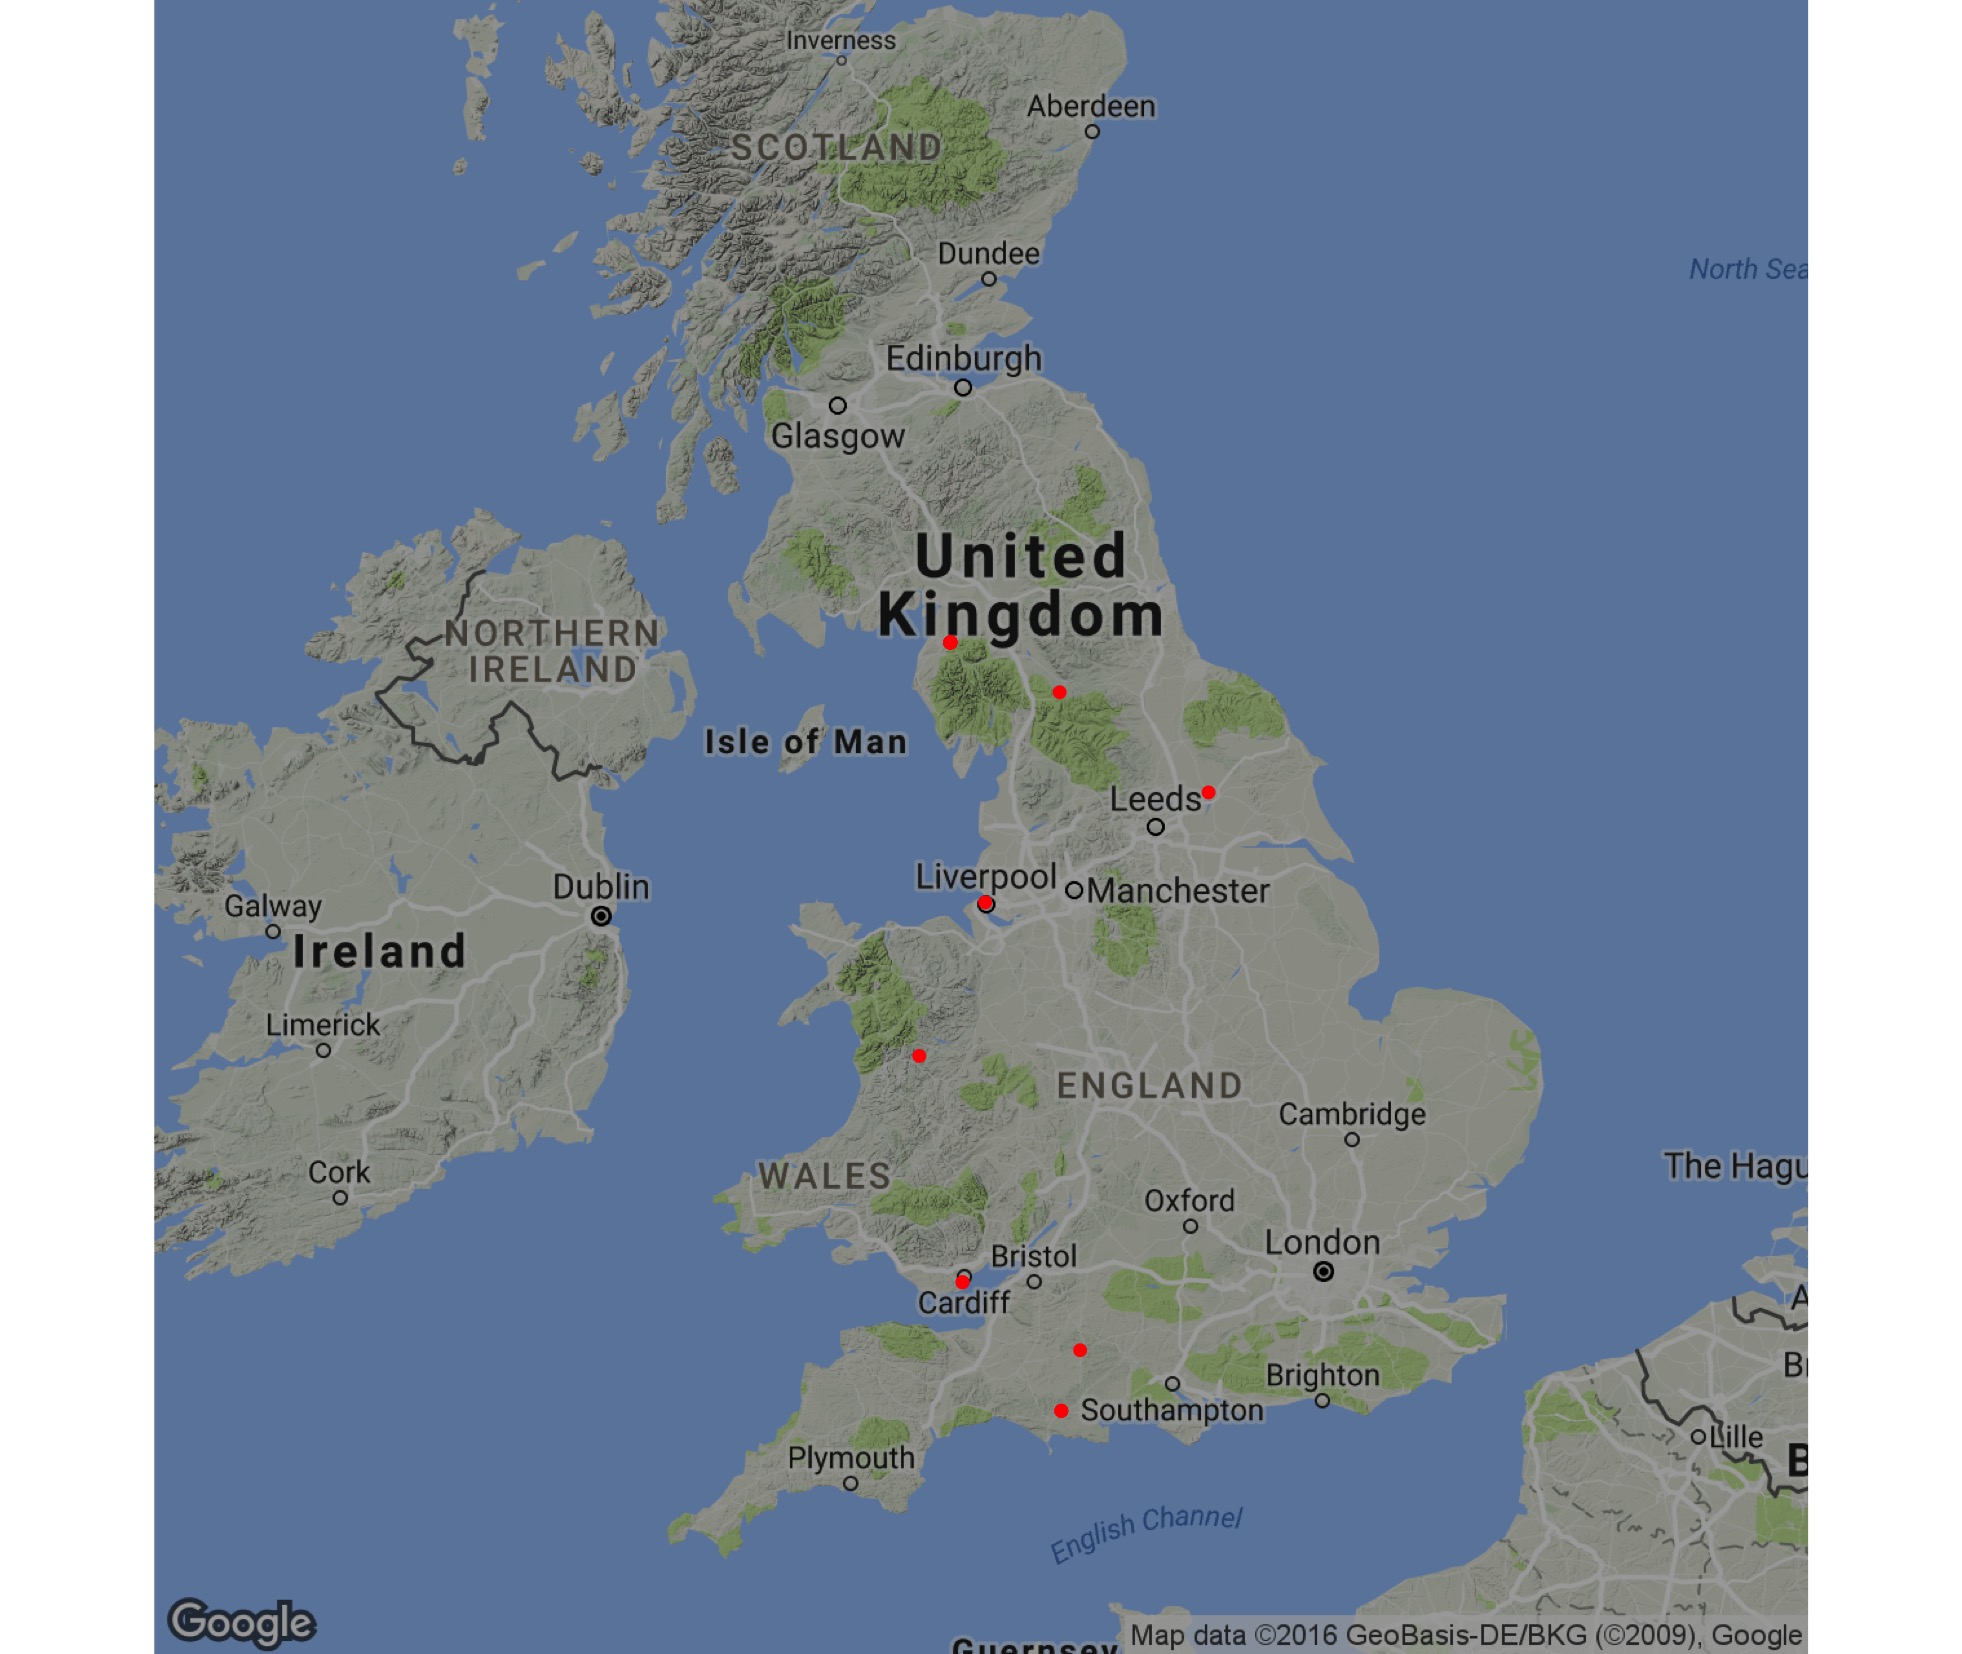 Inverness
Aberdeen
SCOTLAND
Dundee
North Sea
Edinburgh
Glasgow
United
Kingdom
NORTHERN
IRELAND
Isle of Man
Leeds
Liverpool
Manchester
Dublin
Galway
Ireland
Limerick
ENGLAND
Cambridge
The Hagu
WALES
Cork
Oxford
London
Bristol
Cardiff
A
Brighton
B
Southampton
Lille
Plymouth
B
English Channel
Google
Guernsey
Map data ©2016 GeoBasis-DE/BKG (©2009), Google